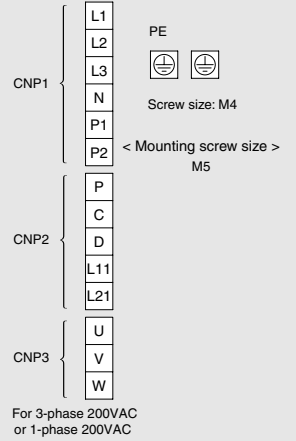 CNP1
L1
L2
L3
N
P1
P2
PE
Screw size: M4
< Mounting screw size >
M5
CNP2
P
C
D
L11
L21
CNP3
U
V
W
For 3-phase 200VAC
or 1-phase 200VAC